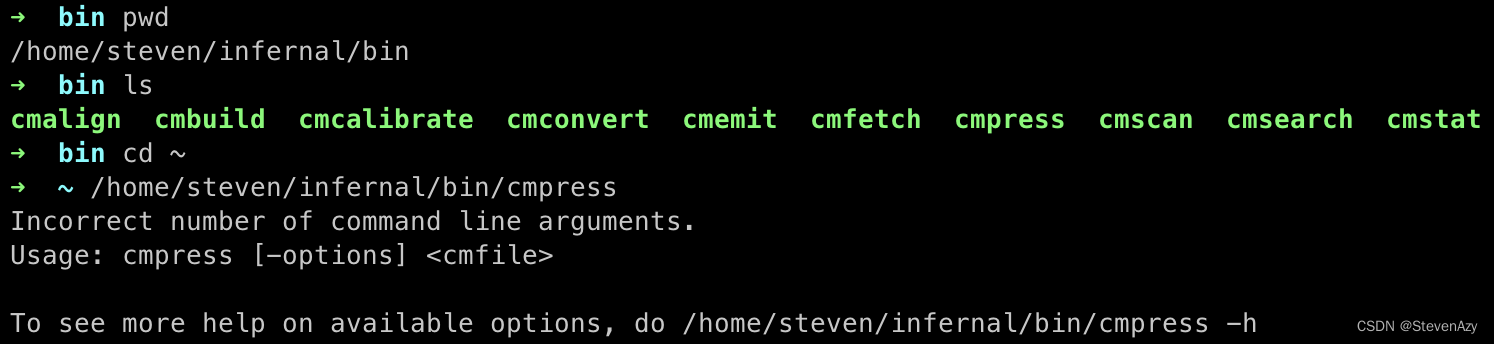 ➜  bin pwd
/home/steven/infernal/bin
➜  bin ls
cmalign  cmbuild  cmcalibrate  cmconvert  cmemit  cmfetch  cmpress  cmscan  cmsearch  cmstat
➜  bin cd ~
➜  ~ /home/steven/infernal/bin/cmpress
Incorrect number of command line arguments.
Usage: cmpress [-options] <cmfile>
To see more help on available options, do /home/steven/infernal/bin/cmpress -h
CSDN @StevenAzy